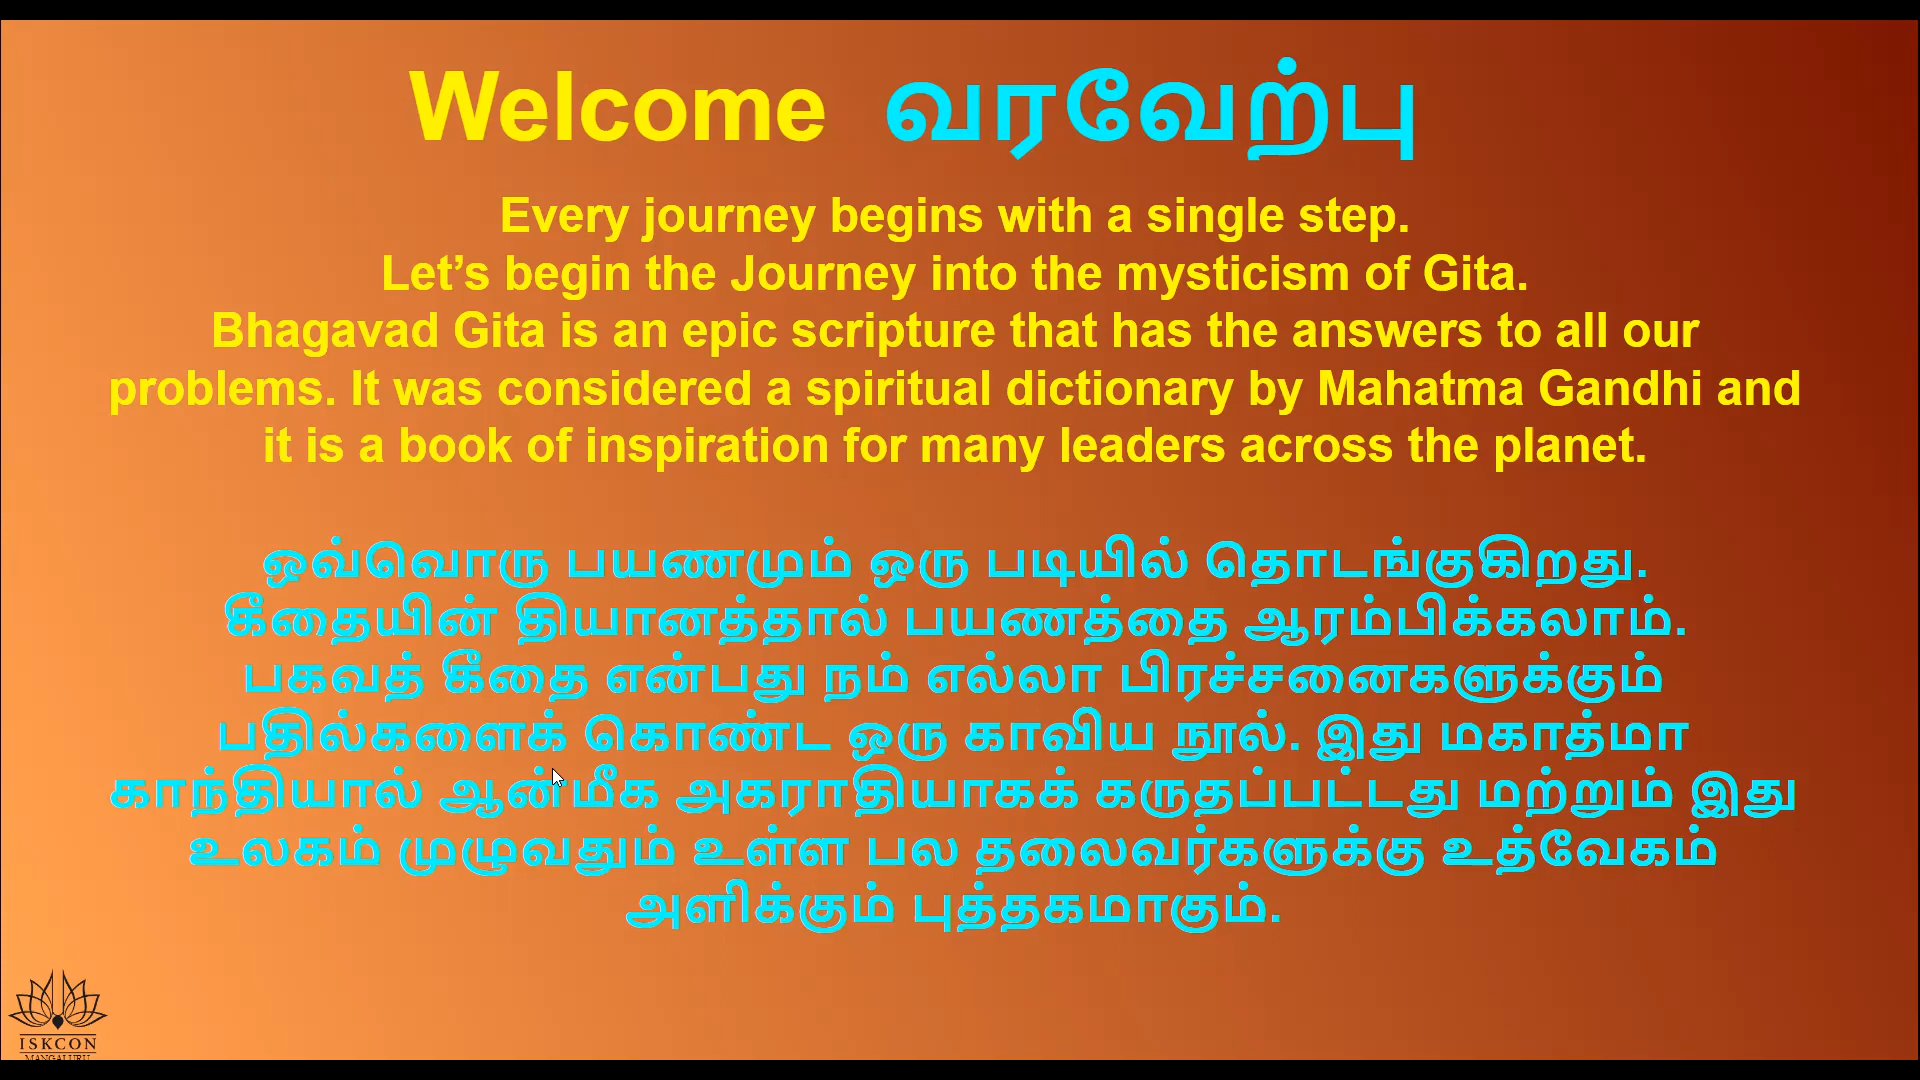 Welcome வரவேற்பு
Every journey begins with a single step.
Let’s begin the Journey into the mysticism of Gita.
Bhagavad Gita is an epic scripture that has the answers to all our
problems. It was considered a spiritual dictionary by Mahatma Gandhi and
it is a book of inspiration for many leaders across the planet.
ஒவ்வொரு பயணமும் ஒரு படியில் தொடங்குகிறது.
கீதையின் தியானத்தால் பயணத்தை ஆரம்பிக்கலாம்.
பகவத் கீதை என்பது நம் எல்லா பிரச்சனைகளுக்கும்
பதில்களைக் கொண்ட ஒரு காவிய நூல். இது மகாத்மா
காந்தியால் ஆன்மீக அகராதியாகக் கருதப்பட்டது மற்றும் இது
உலகம் முழுவதும் உள்ள பல தலைவர்களுக்கு உத்வேகம்
அளிக்கும் புத்தகமாகும்.
ISKCON
MANGALURU